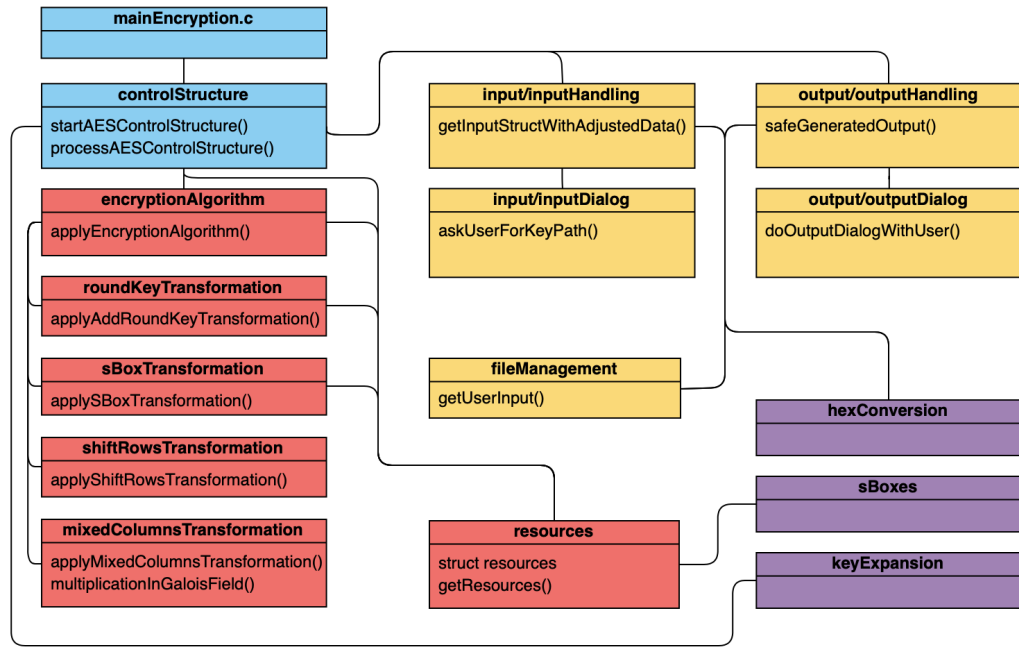 mainEncryption.c
controlStructure
startAESControlStructure()
processAESControlStructure()
encryptionAlgorithm
applyEncryptionAlgorithm()
roundKeyTransformation
applyAddRoundKeyTransformation()
sBoxTransformation
applySBoxTransformation()
shiftRowsTransformation
applyShiftRowsTransformation()
mixedColumnsTransformation
applyMixedColumnsTransformation()
multiplicationInGaloisField()
input/inputHandling
getInputStructWithAdjustedData()
input/inputDialog
askUserForKeyPath()
fileManagement
getUserInput()
resources
struct resources
getResources()
output/outputHandling
safeGeneratedOutput()
output/outputDialog
doOutputDialogWithUser()
hexConversion
sBoxes
keyExpansion